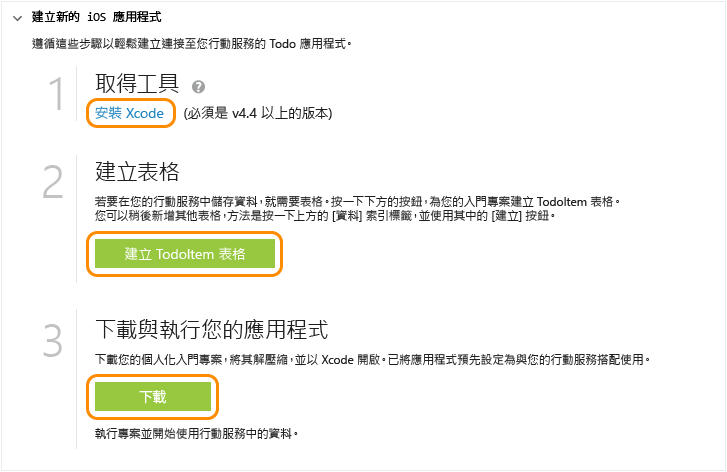 建立新的 iOS 應用程式
遵循這些步驟以輕鬆建立連接至您行動服務的 Todo 應用程式。
1
取得工具 ?
安裝 Xcode (必須是 v4.4 以上的版本)
2
建立表格
若要在您的行動服務中儲存資料，就需要表格。按一下下方的按鈕，為您的入門專案建立 TodoItem 表格。
您可以稍後新增其他表格，方法是按一下上方的 [資料] 索引標籤，並使用其中的 [建立] 按鈕。
建立 TodoItem 表格
3
下載與執行您的應用程式
下載您的個人化入門專案，將其解壓縮，並以 Xcode 開啟。已將應用程式預先設定為與您的行動服務搭配使用。
下載
執行專案並開始使用行動服務中的資料。